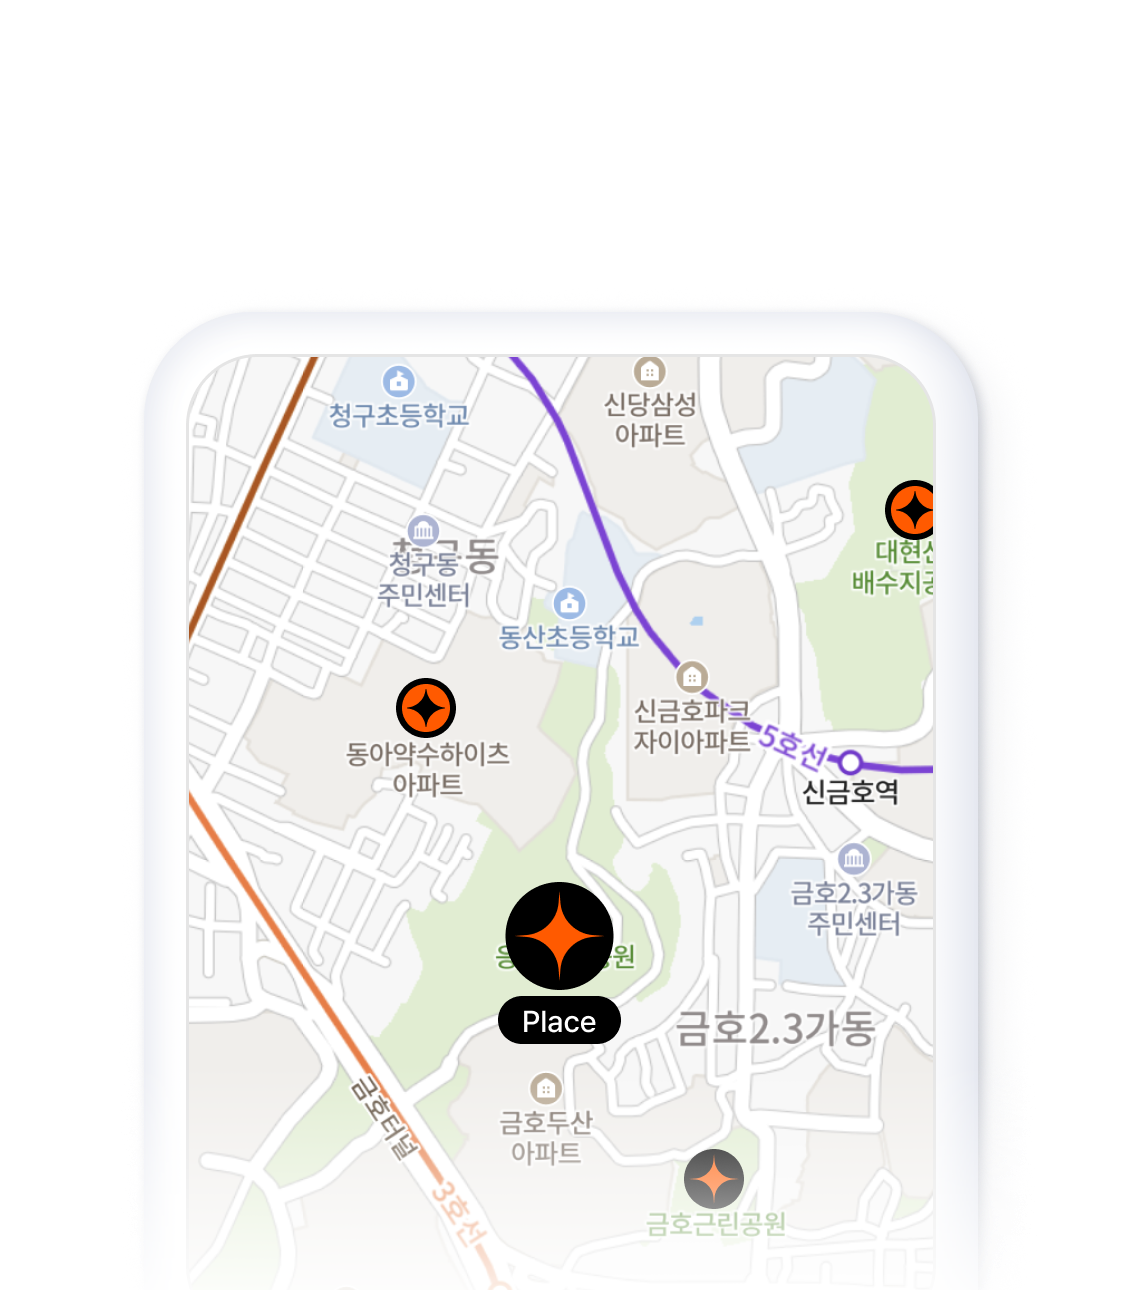 청구초등학교
신당삼성
아파트
대현산
배수지공
구동
청구동
주민센터
동산초등학교
신금호파크
자이아파트
5호선
신금호역
동아약수하이츠
아파트
금호2.3가동
주민센터
원
Place
금호2.3가동
금호터널
금호두산
아파트
3호선
금호근린공원